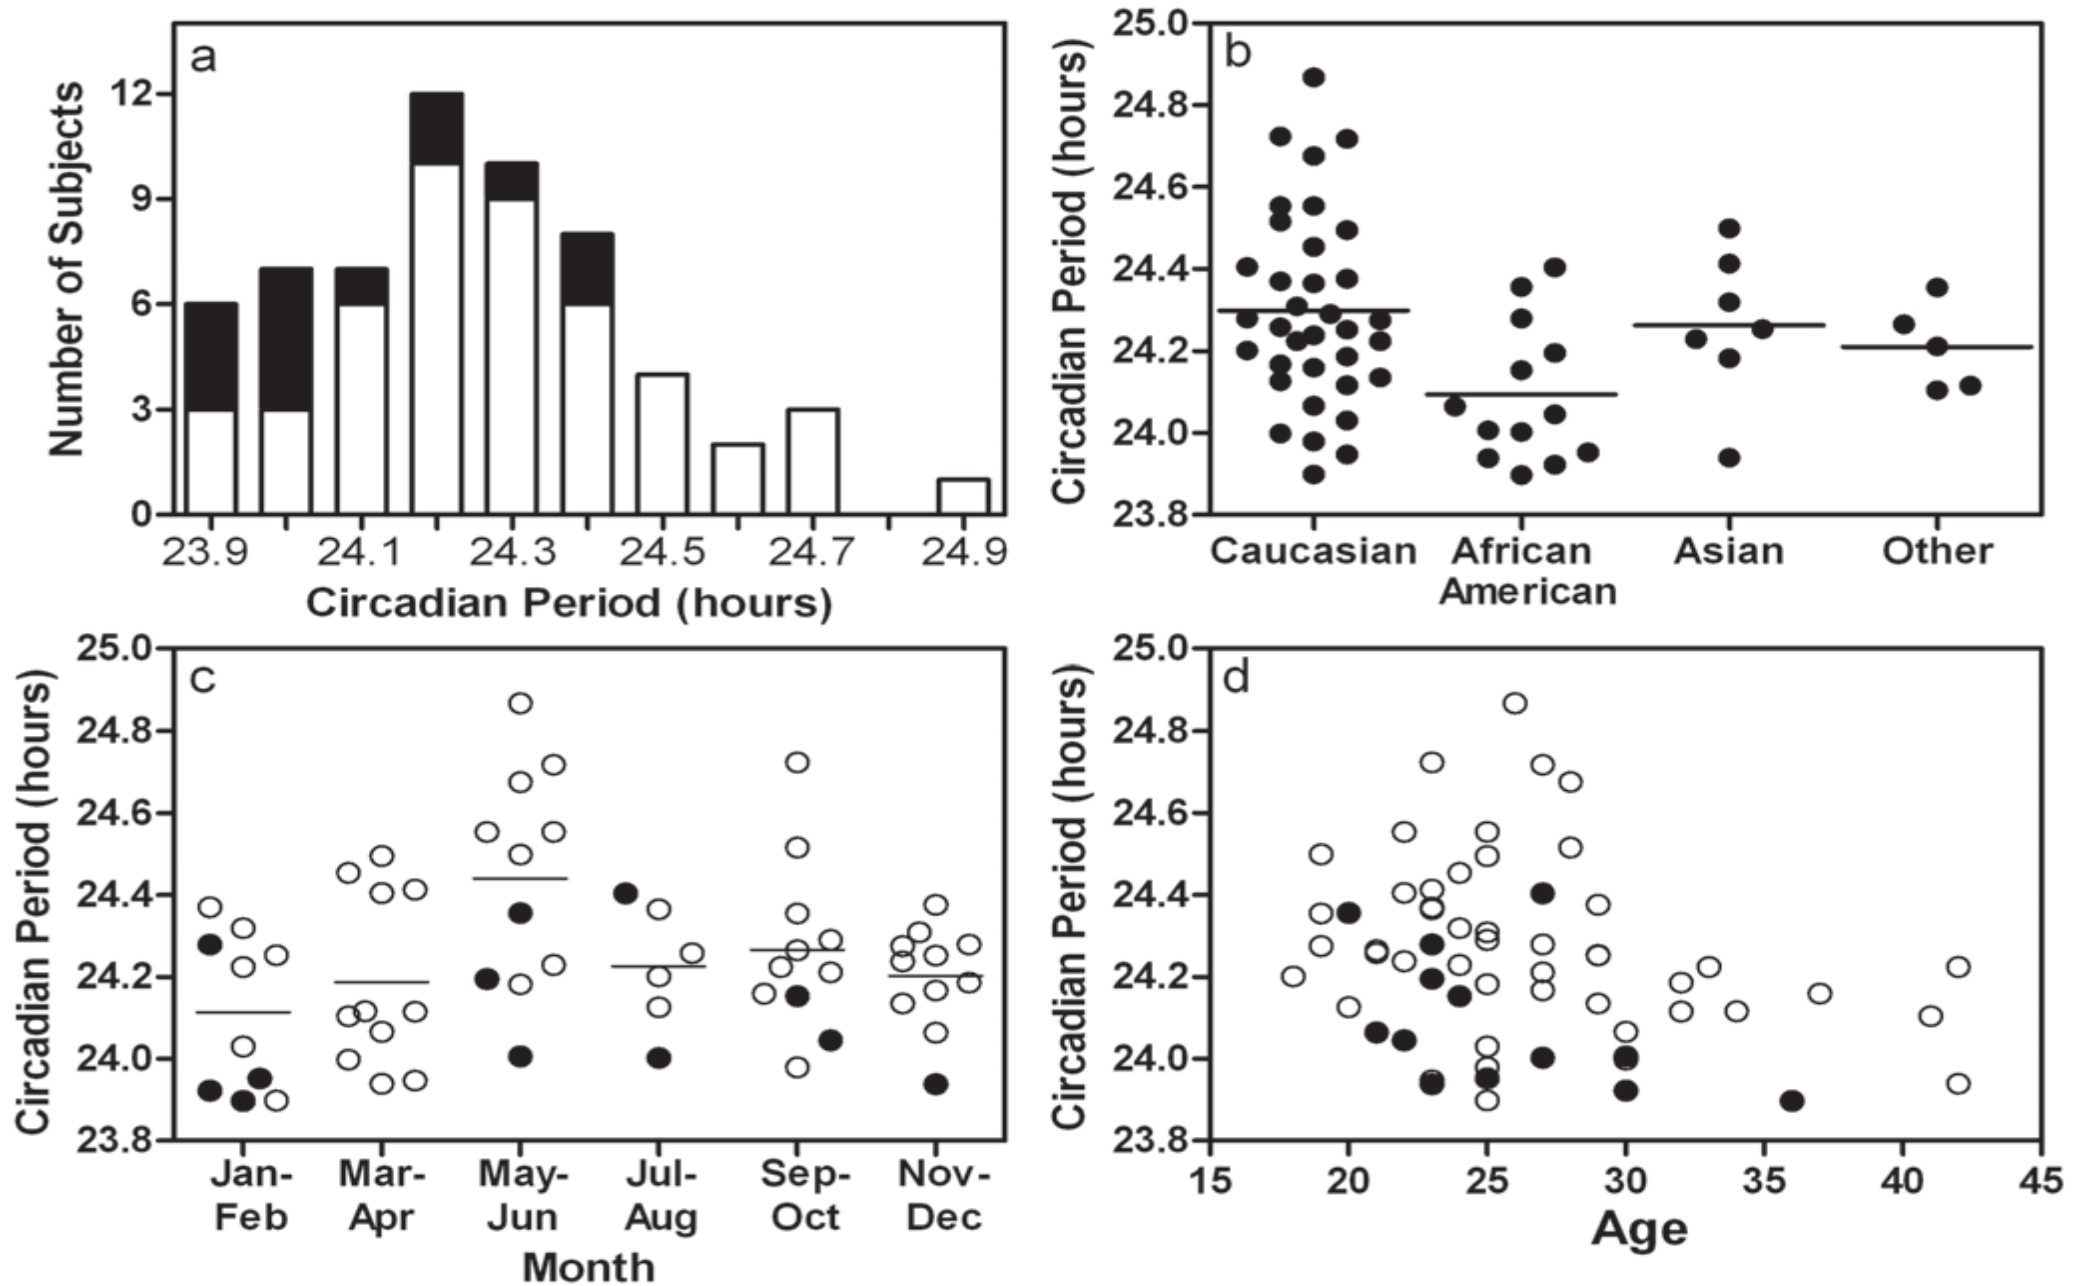 a
Number of Subjects
12
9
6
3
0
23.9 24.1 24.3 24.5 24.7 24.9
Circadian Period (hours)
b
Circadian Period (hours)
25.0
24.8
24.6
24.4
24.2
24.0
23.8
Caucasian African Asian Other
American
c
Circadian Period (hours)
25.0
24.8
24.6
24.4
24.2
24.0
23.8
Jan- Mar- May- Jul- Sep- Nov-
Feb Apr Jun Aug Oct Dec
Month
d
Circadian Period (hours)
25.0
24.8
24.6
24.4
24.2
24.0
23.8
15 20 25 30 35 40 45
Age